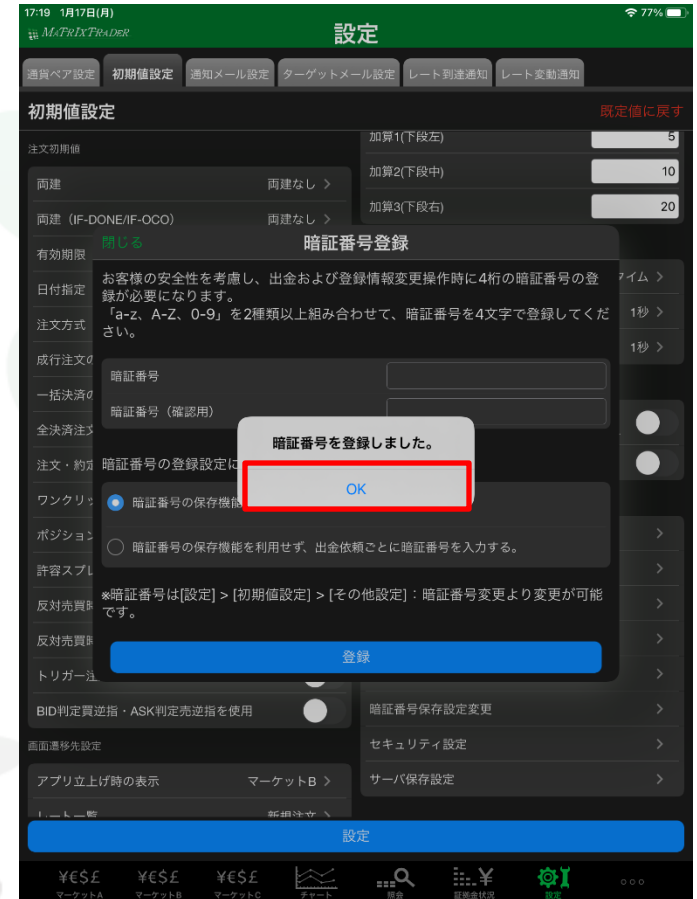 17:19 1月17日(月)
77%
MATRIXTRADER
設定
通貨ペア設定 初期値設定 通知メール設定 ターゲットメール設定 レート到達通知 レート変動通知
初期値設定
既定値に戻す
注文初期値
両建 両建なし
両建（IF-DONE/IF-OCO） 両建なし
有効期限
日付指定
注文方式
成行注文の
一括決済の
全決済注文
注文・約定
ワンクリッ
ポジション
許容スプレ
反対売買時
反対売買時
トリガー注
BID判定買逆指・ASK判定売逆指を使用
画面遷移先設定
アプリ立上げ時の表示 マーケットB
レート一覧 新規注文
加算1(下段左) 5
加算2(下段中) 10
加算3(下段右) 20
タイム
1秒
1秒
閉じる
暗証番号登録
お客様の安全性を考慮し、出金および登録情報変更操作時に4桁の暗証番号の登
録が必要になります。
「a-z、A-Z、0-9」を2種類以上組み合わせて、暗証番号を4文字で登録してくだ
さい。
暗証番号
暗証番号（確認用）
暗証番号の登録設定に
暗証番号の保存機能
暗証番号の保存機能を利用せず、出金依頼ごとに暗証番号を入力する。
※暗証番号は[設定] > [初期値設定] > [その他設定]：暗証番号変更より変更が可能
です。
登録
暗証番号を登録しました。
OK
暗証番号保存設定変更
セキュリティ設定
サーバ保存設定
設定
¥€$£ ¥€$£ ¥€$£
マーケットA マーケットB マーケットC チャート 照会 証拠金状況 設定